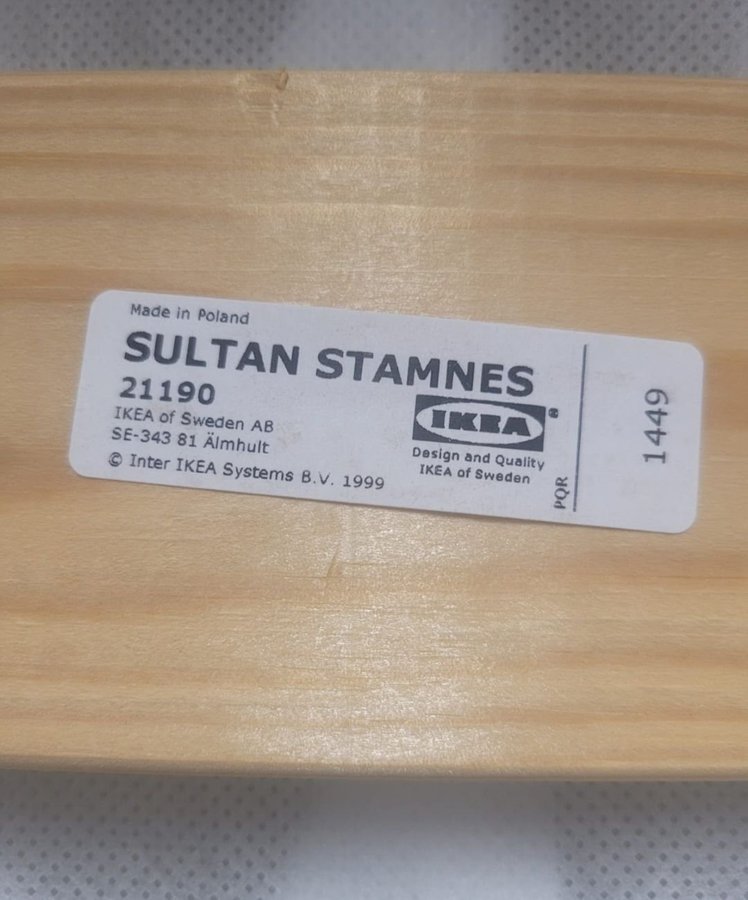 Made in Poland
SULTAN STAMNES
21190
IKEA of Sweden AB
SE-343 81 Älmhult
© Inter IKEA Systems B.V. 1999
IKEA®
Design and Quality
IKEA of Sweden
PQR
1449